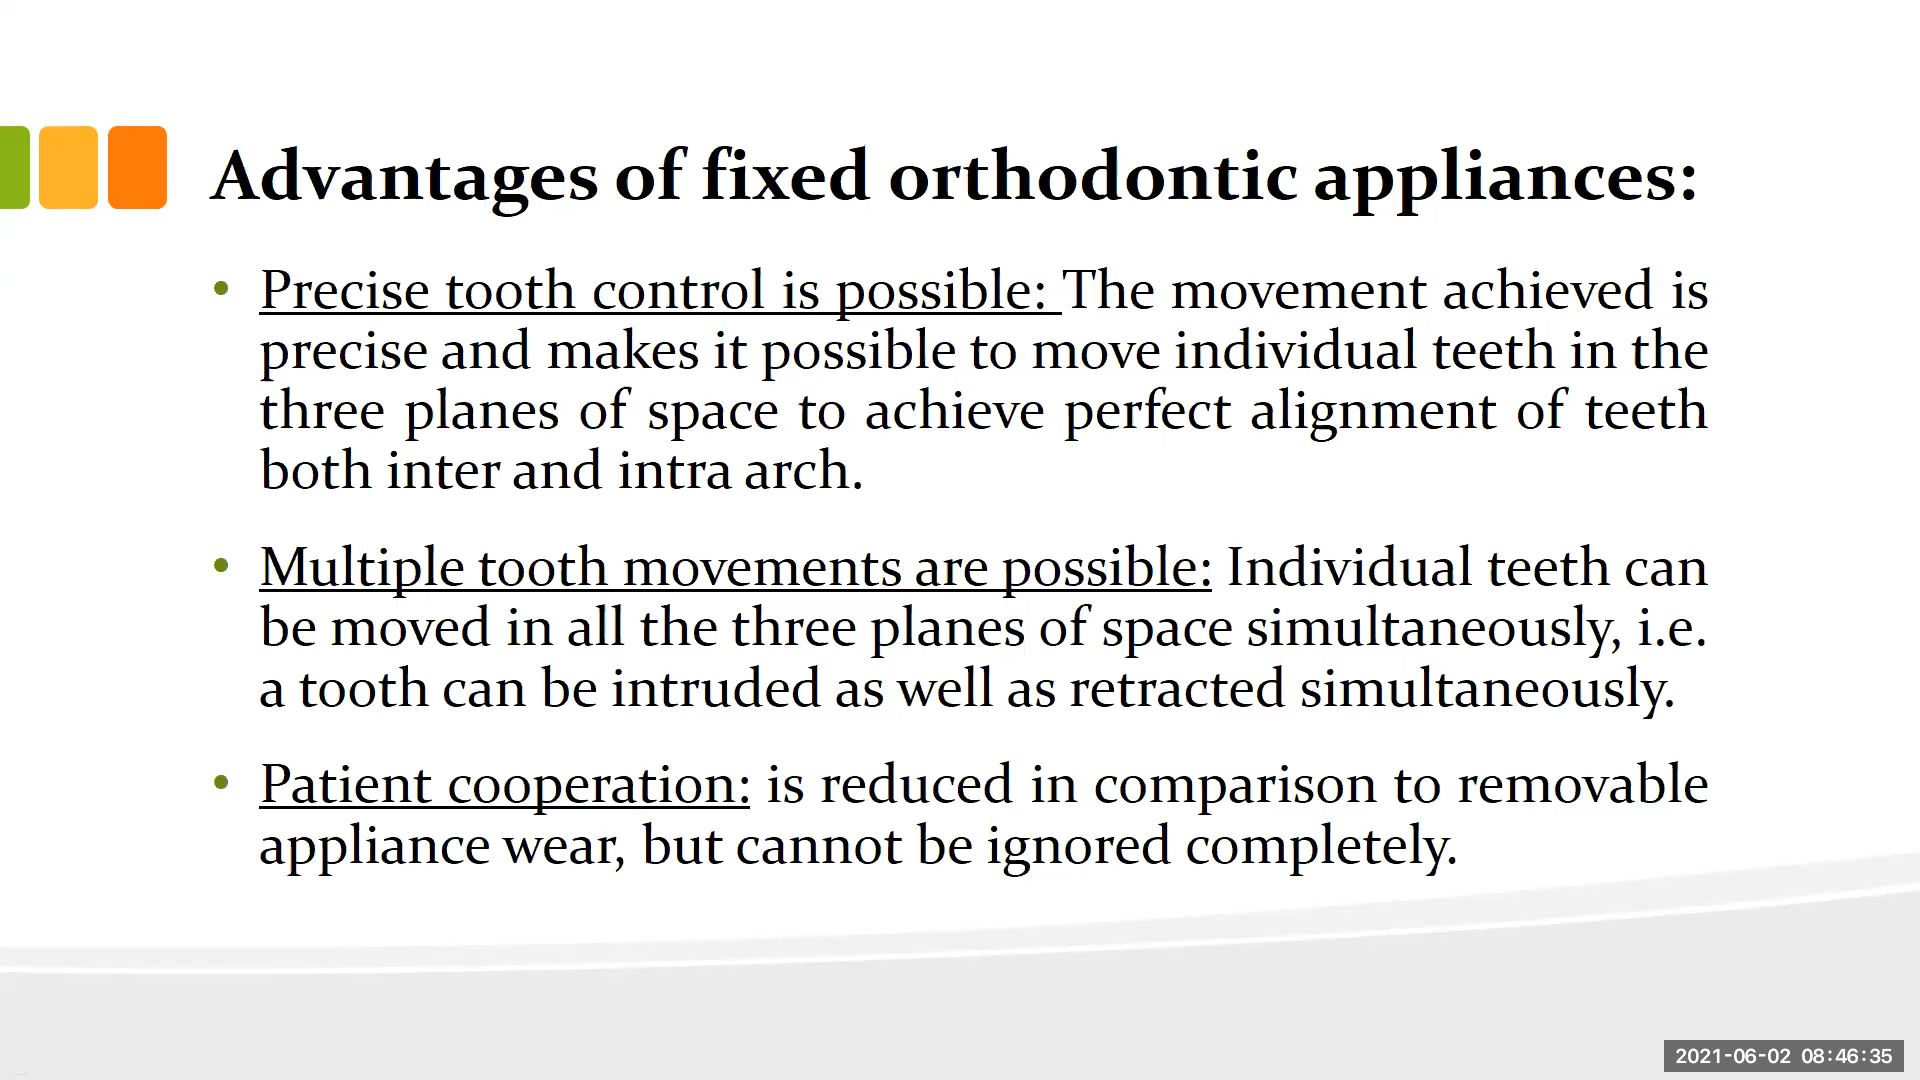 Advantages of fixed orthodontic appliances:
• Precise tooth control is possible: The movement achieved is
precise and makes it possible to move individual teeth in the
three planes of space to achieve perfect alignment of teeth
both inter and intra arch.
• Multiple tooth movements are possible: Individual teeth can
be moved in all the three planes of space simultaneously, i.e.
a tooth can be intruded as well as retracted simultaneously.
• Patient cooperation: is reduced in comparison to removable
appliance wear, but cannot be ignored completely.
2021-06-02 08:46:35